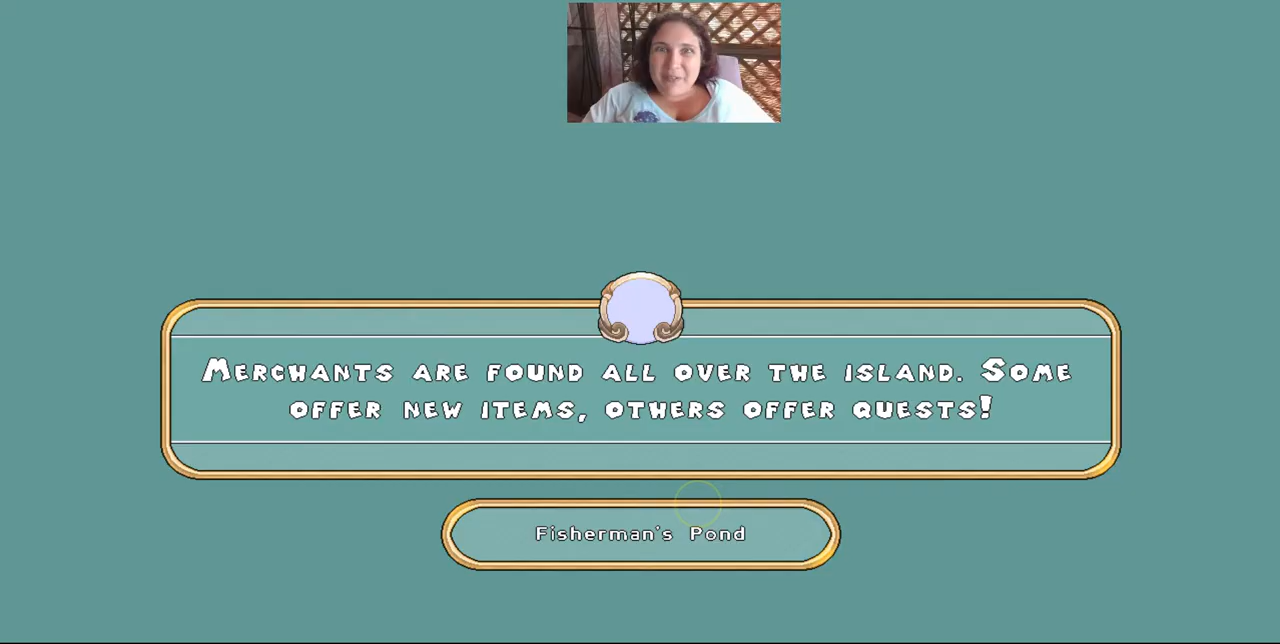 Merchants are found all over the island. Some
offer new items, others offer quests!
Fisherman's Pond